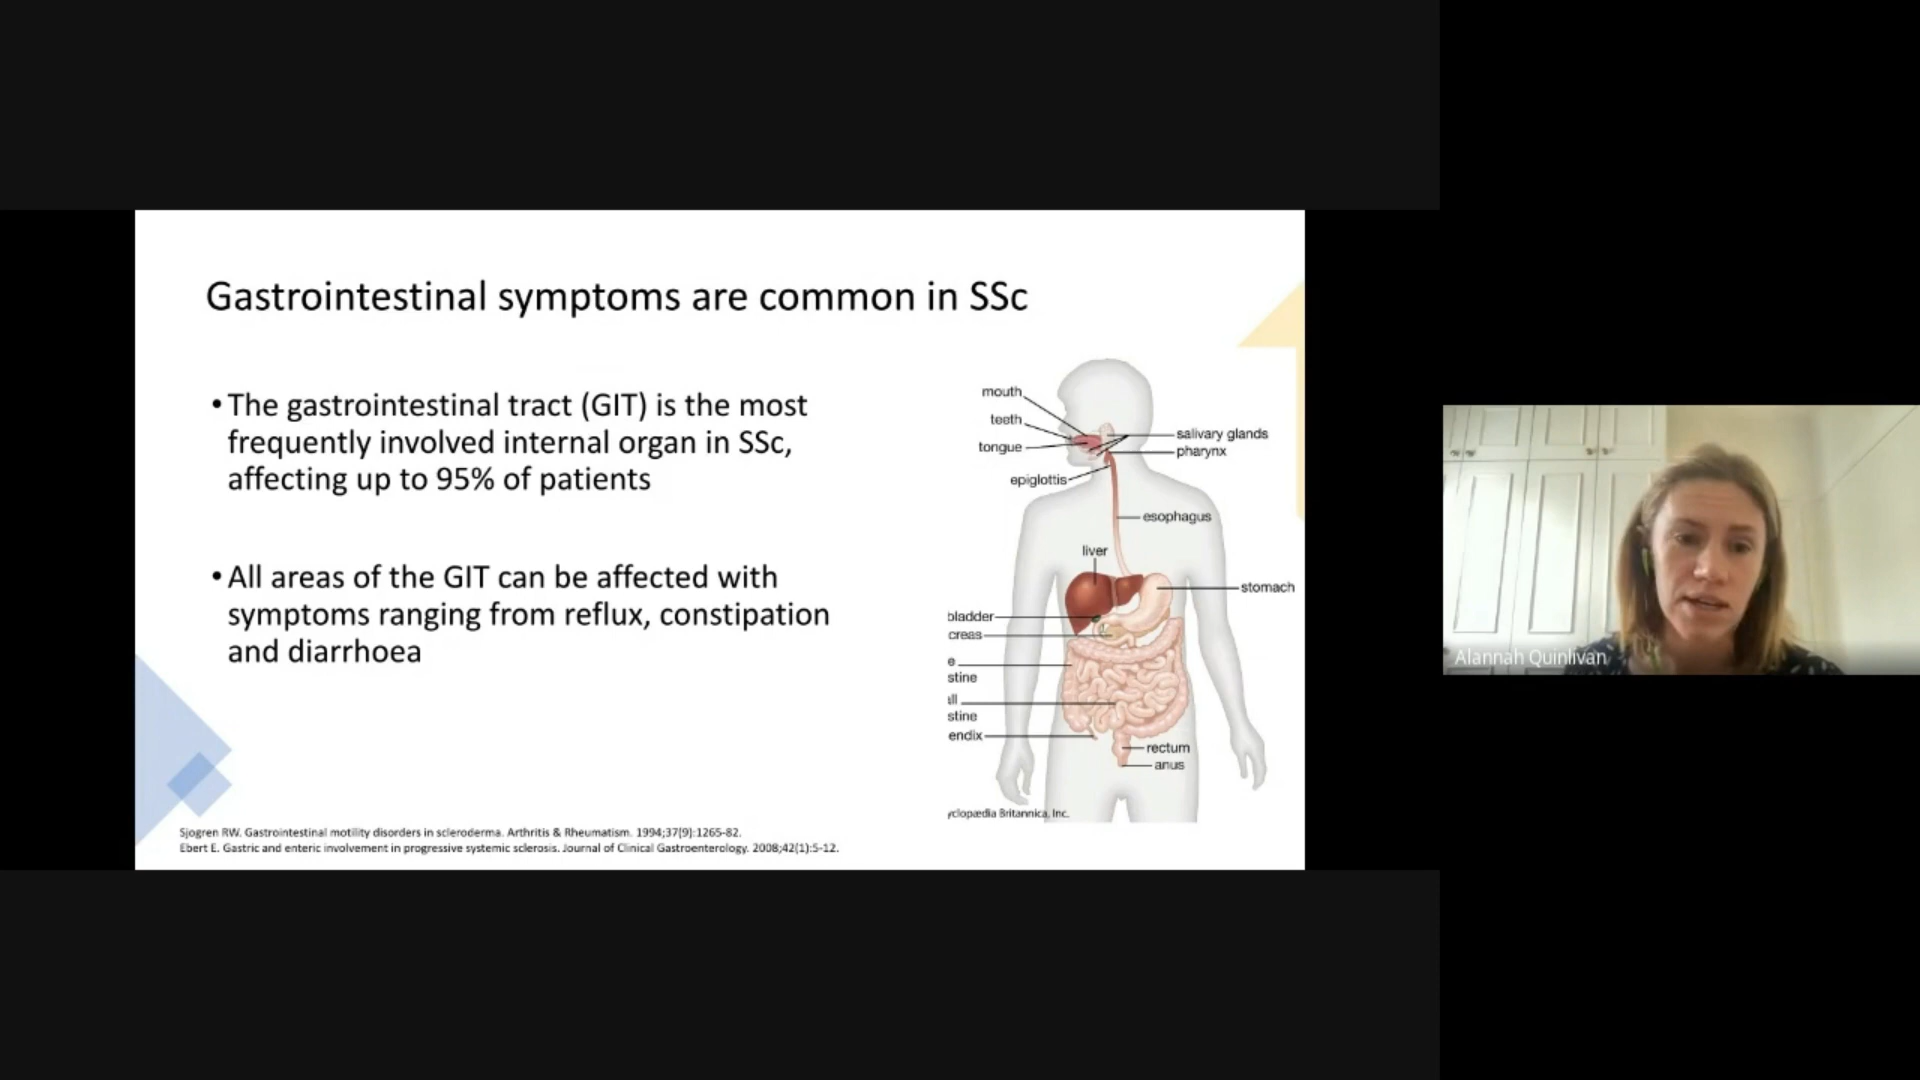 Gastrointestinal symptoms are common in SSc
•The gastrointestinal tract (GIT) is the most
frequently involved internal organ in SSc,
affecting up to 95% of patients
•All areas of the GIT can be affected with
symptoms ranging from reflux, constipation
and diarrhoea
mouth
teeth
tongue
salivary glands
pharynx
epiglottis
esophagus
liver
stomach
bladder
creas
e
stine
all
stine
endix
rectum
anus
yclopædia Britannica, Inc.
Sjogren RW. Gastrointestinal motility disorders in scleroderma. Arthritis & Rheumatism. 1994;37(9):1265-82.
Ebert E. Gastric and enteric involvement in progressive systemic sclerosis. Journal of Clinical Gastroenterology. 2008;42(1):5-12.
Alannah Quinlivan